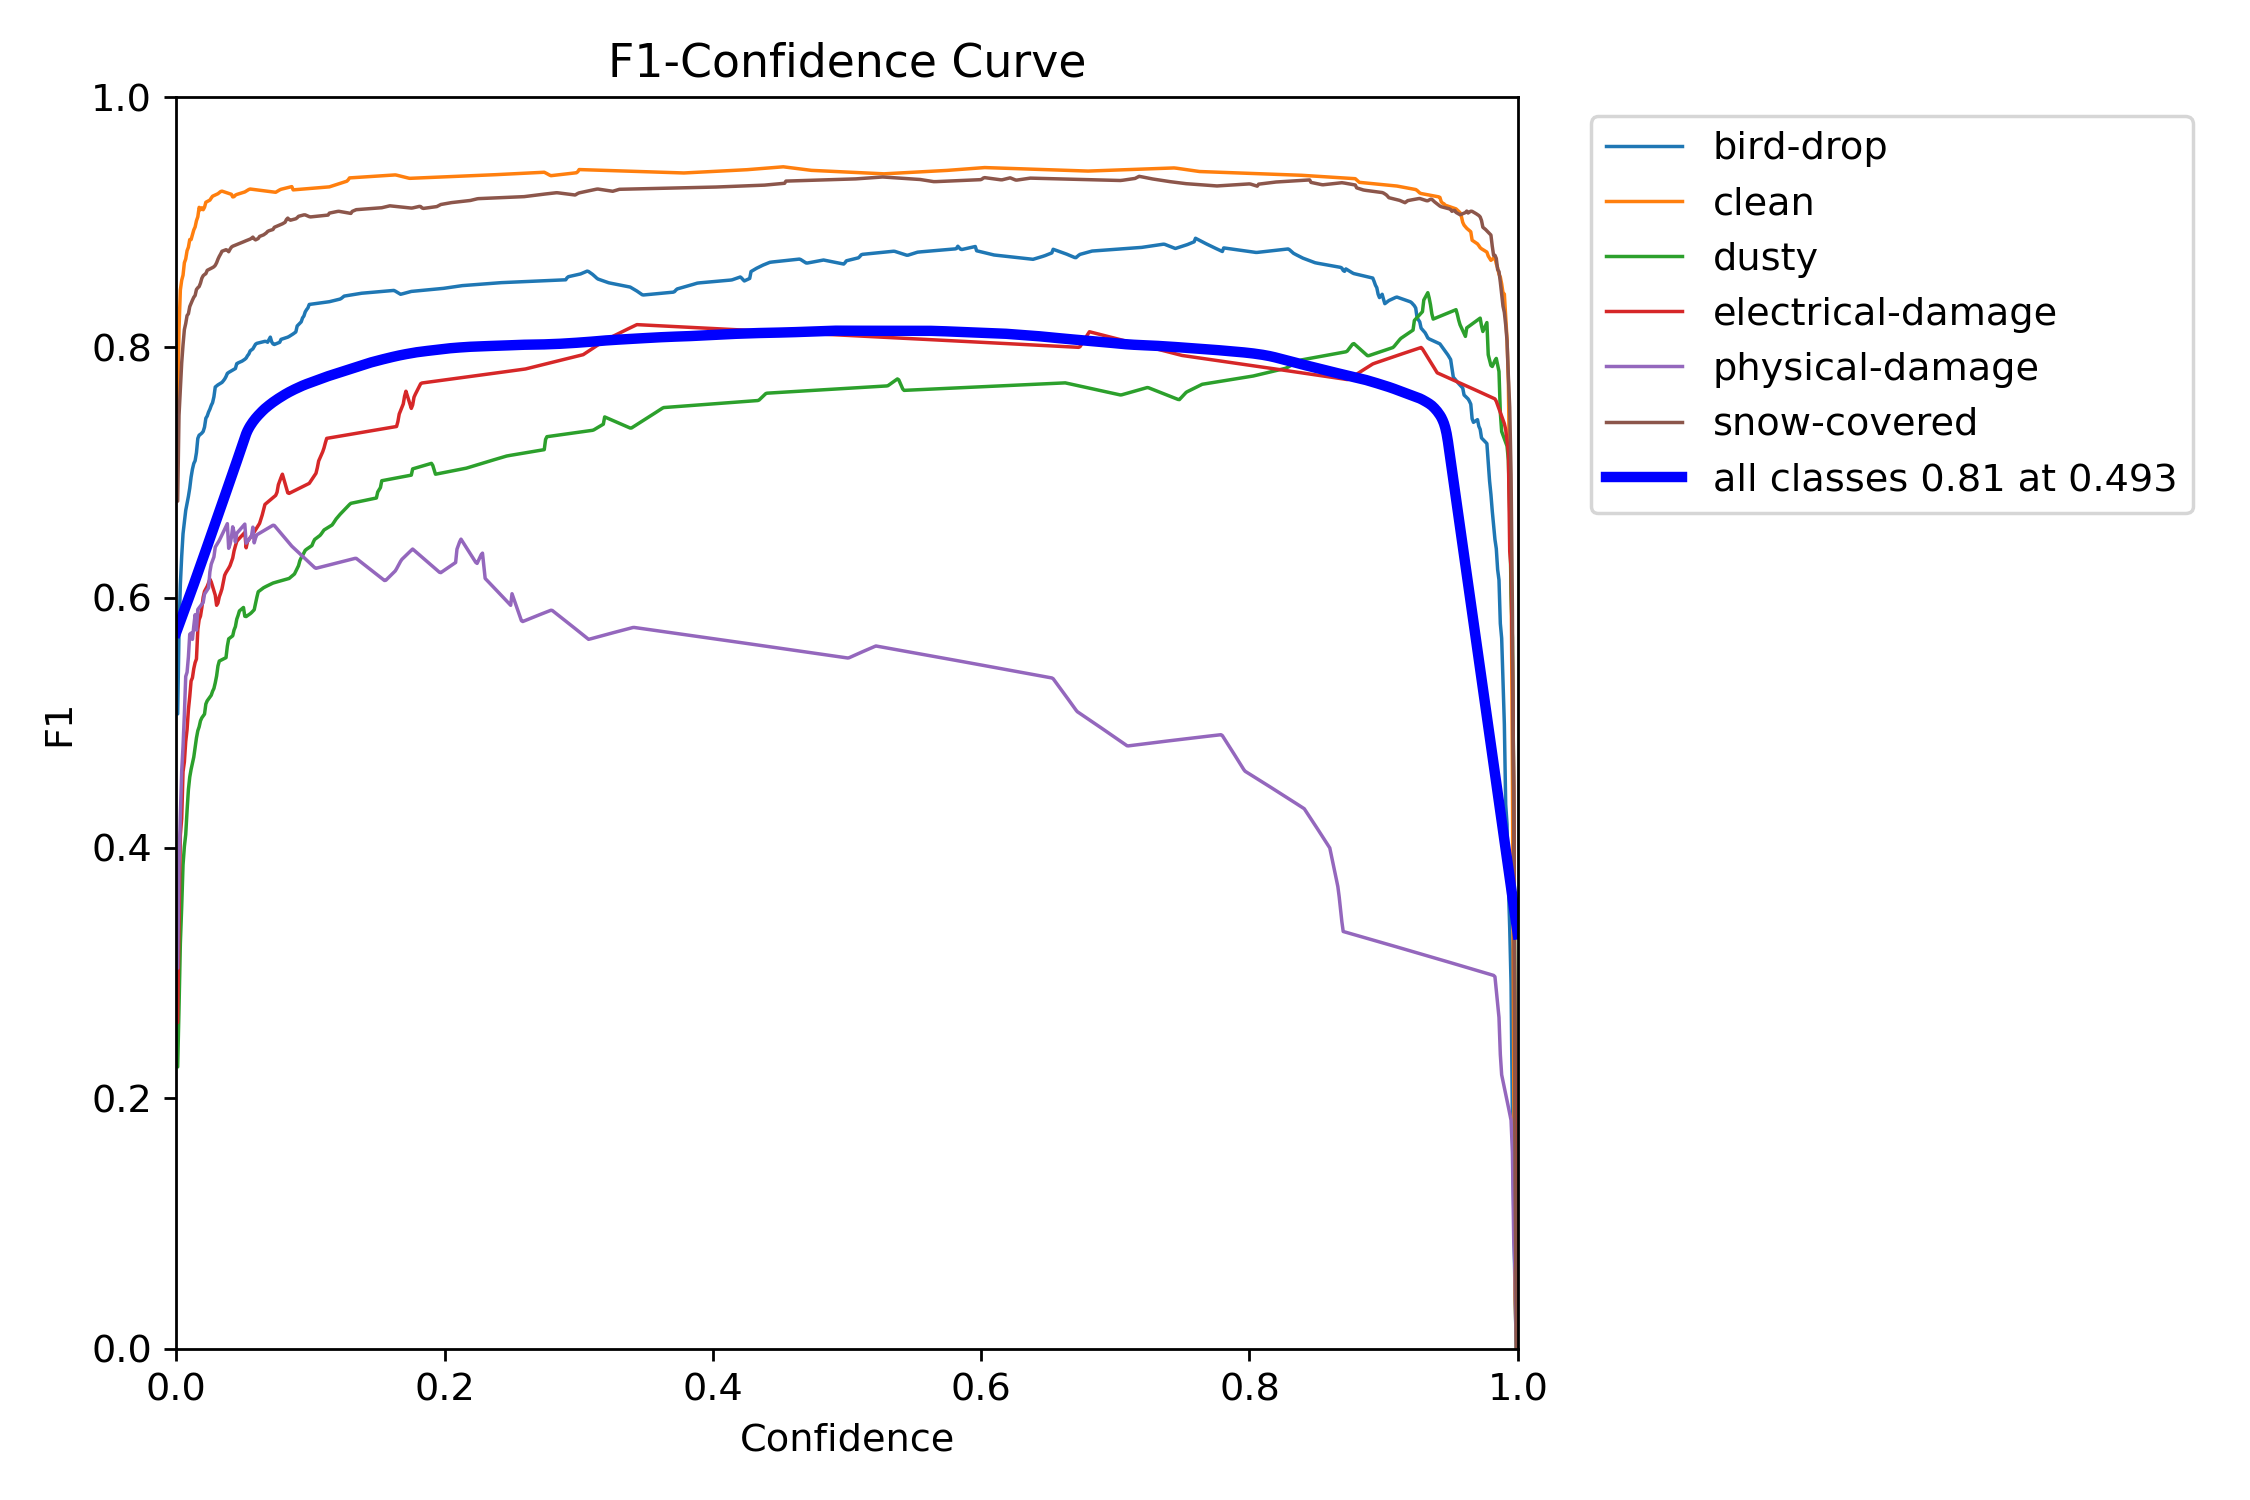 F1-Confidence Curve
1.0
0.8
0.6
0.4
0.2
0.0
F1
0.0 0.2 0.4 0.6 0.8 1.0
Confidence
bird-drop
clean
dusty
electrical-damage
physical-damage
snow-covered
all classes 0.81 at 0.493